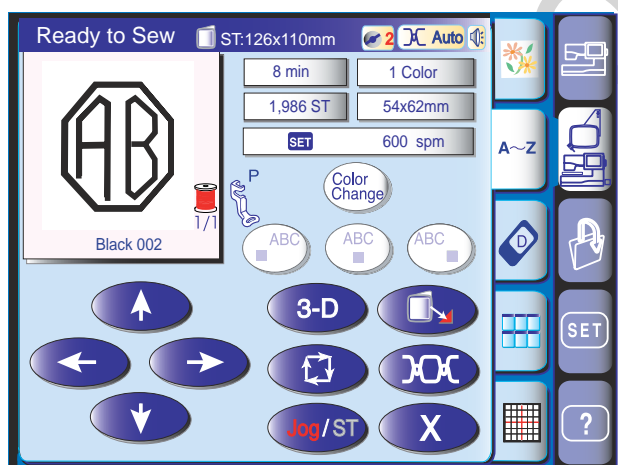 Ready to Sew ST:126x110mm 2 Auto
8 min 1 Color
1,986 ST 54x62mm
SET 600 spm
AB
1/1
P
Color
Change
Black 002
ABC ABC ABC
3-D
Jog/ST X
A~Z
D
SET
?